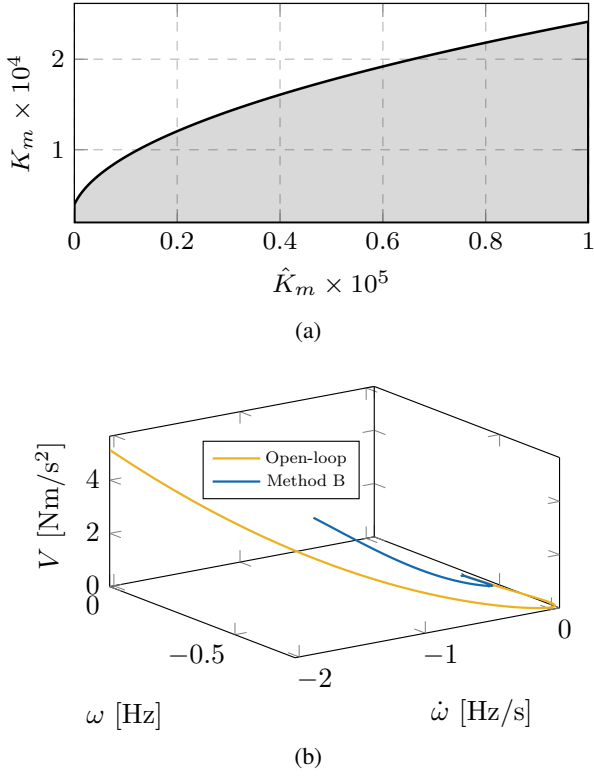 K_m × 10^4
2
1
0
0.2
0.4
0.6
0.8
1
K̂_m × 10^5
(a)
V [Nm/s²]
4
2
0
Open-loop
Method B
0
−0.5
−2
−1
0
ω [Hz]
ω̇ [Hz/s]
(b)